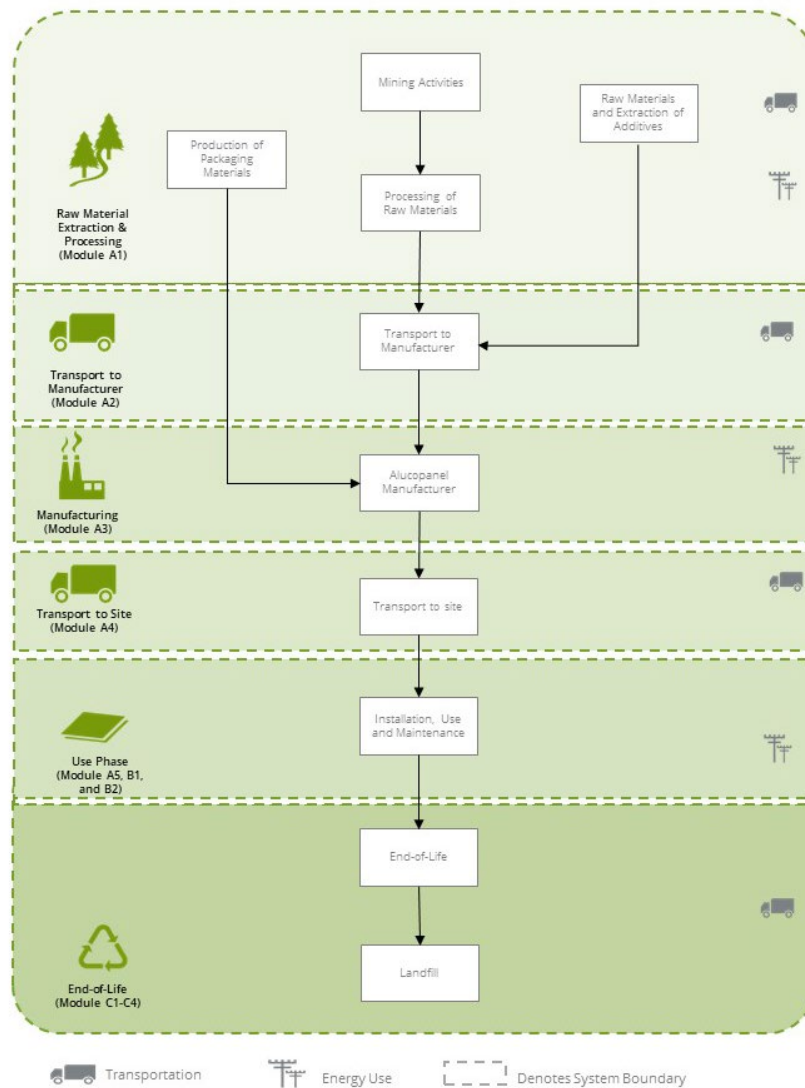 Mining Activities
Raw Materials
and Extraction of
Additives
Production of
Packaging
Materials
Processing of
Raw Materials
Raw Material
Extraction &
Processing
(Module A1)
Transport to
Manufacturer
Transport to
Manufacturer
(Module A2)
Alucopanel
Manufacturer
Manufacturing
(Module A3)
Transport to site
Transport to Site
(Module A4)
Installation, Use
and Maintenance
Use Phase
(Module A5, B1,
and B2)
End-of-Life
Landfill
End-of-Life
(Module C1-C4)
Transportation
Energy Use
Denotes System Boundary